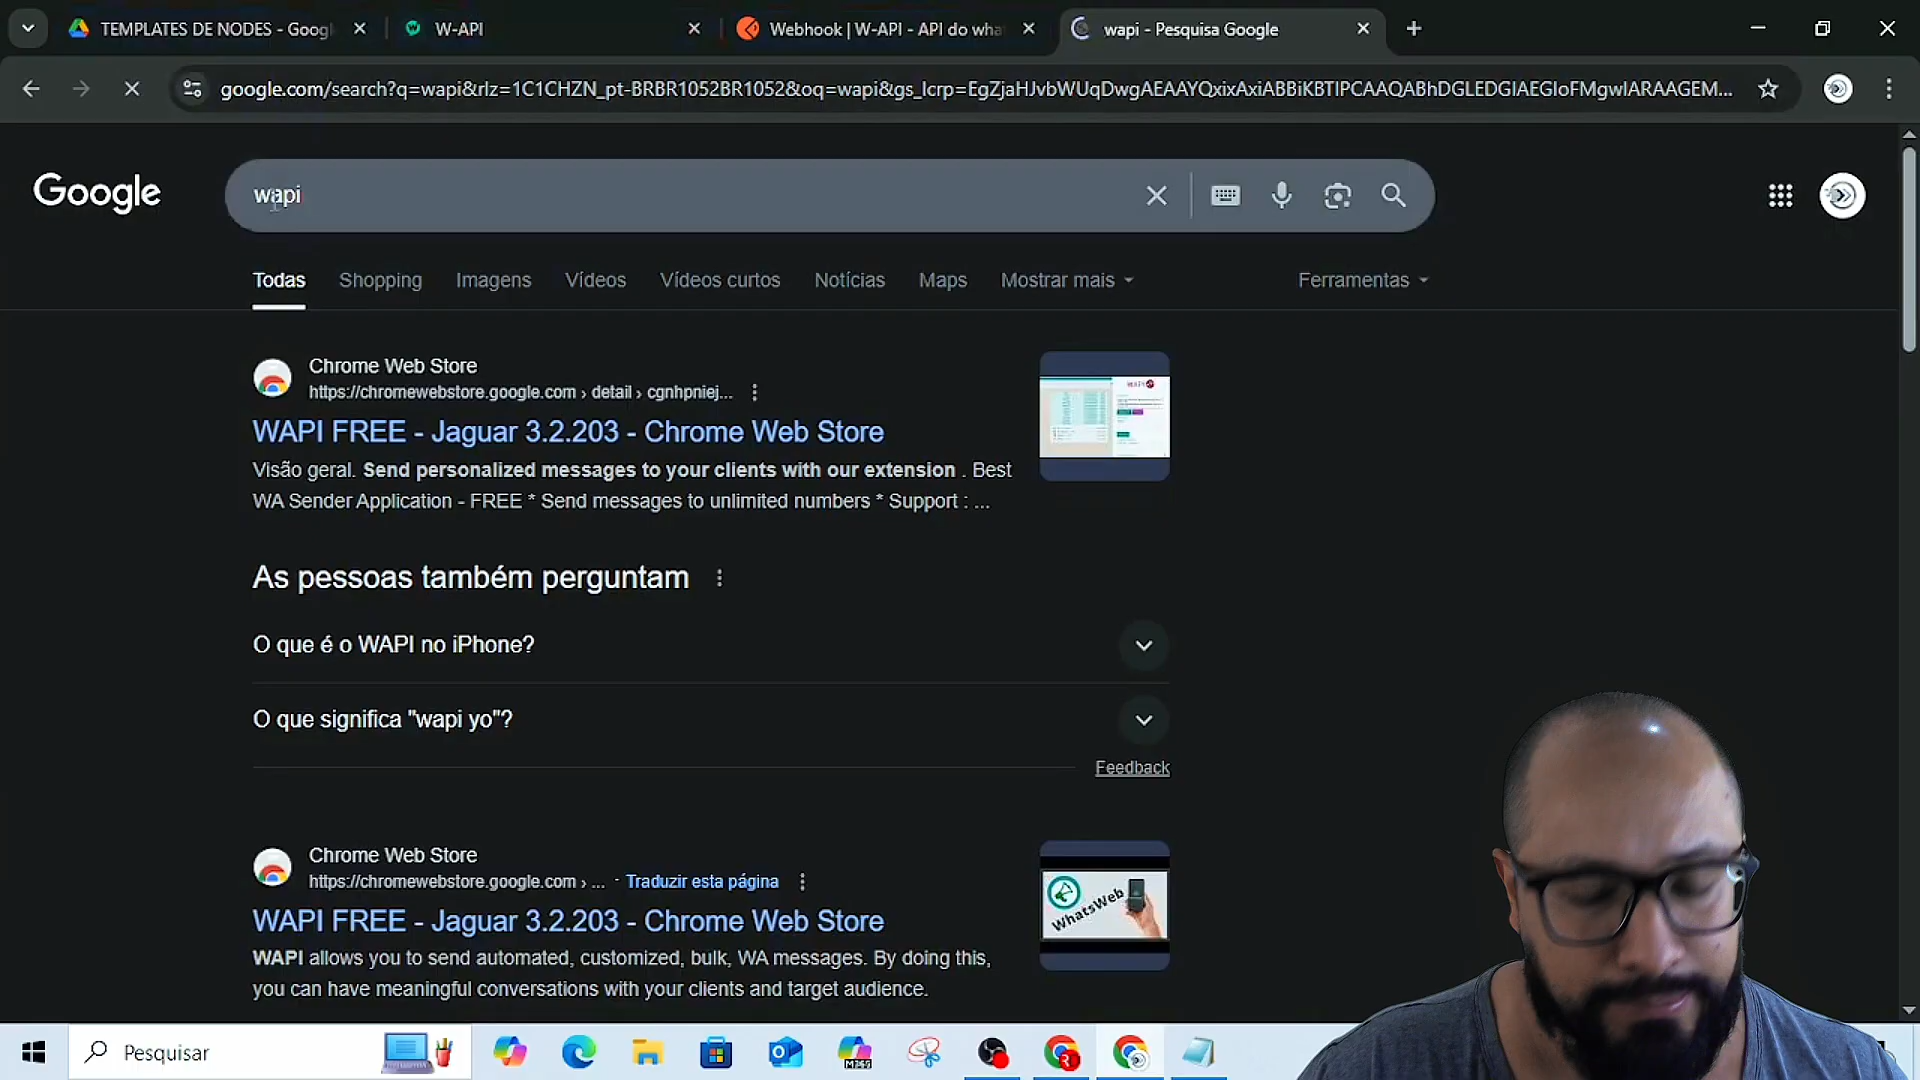 TEMPLATES DE NODES - Googl
W-API
Webhook | W-API - API do wha
wapi - Pesquisa Google
google.com/search?q=wapi&rlz=1C1CHZN_pt-BRBR1052BR1052&oq=wapi&gs_lcrp=EgZjaHJvbWUqDwgAEAAYQxixAxiABBiKBTIPCAAQABhDGLEDGIAEGIoFMgwIARAAGEM...
Google
wapi
Todas
Shopping
Imagens
Vídeos
Vídeos curtos
Notícias
Maps
Mostrar mais
Ferramentas
Chrome Web Store
https://chromewebstore.google.com › detail › cgnhpniej...
WAPI FREE - Jaguar 3.2.203 - Chrome Web Store
Visão geral. Send personalized messages to your clients with our extension . Best
WA Sender Application - FREE * Send messages to unlimited numbers * Support : ...
As pessoas também perguntam
O que é o WAPI no iPhone?
O que significa "wapi yo"?
Feedback
Chrome Web Store
https://chromewebstore.google.com › ... · Traduzir esta página
WAPI FREE - Jaguar 3.2.203 - Chrome Web Store
WAPI allows you to send automated, customized, bulk, WA messages. By doing this,
you can have meaningful conversations with your clients and target audience.
WhatsWeb
Pesquisar
M365